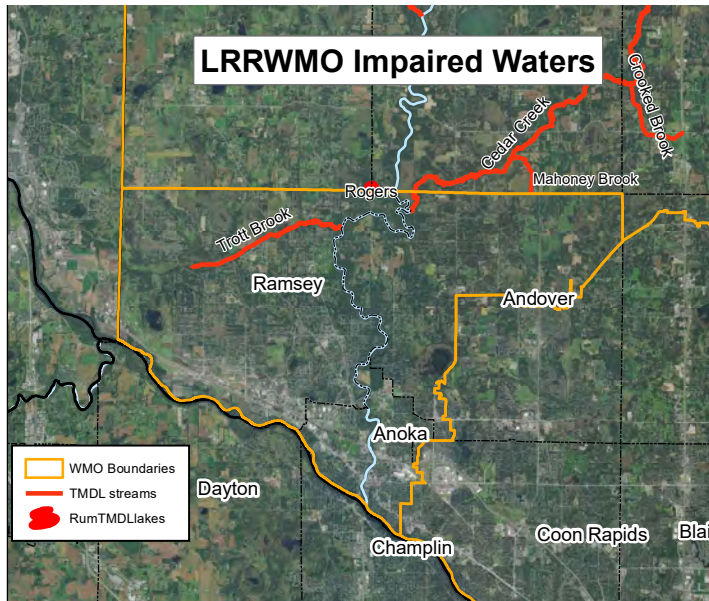 LRRWMO Impaired Waters
Crooked Brook
Cedar Creek
Mahoney Brook
Rogers
Trott Brook
Ramsey
Andover
Anoka
WMO Boundaries
TMDL streams
RumTMDLlakes
Dayton
Champlin
Coon Rapids
Blai